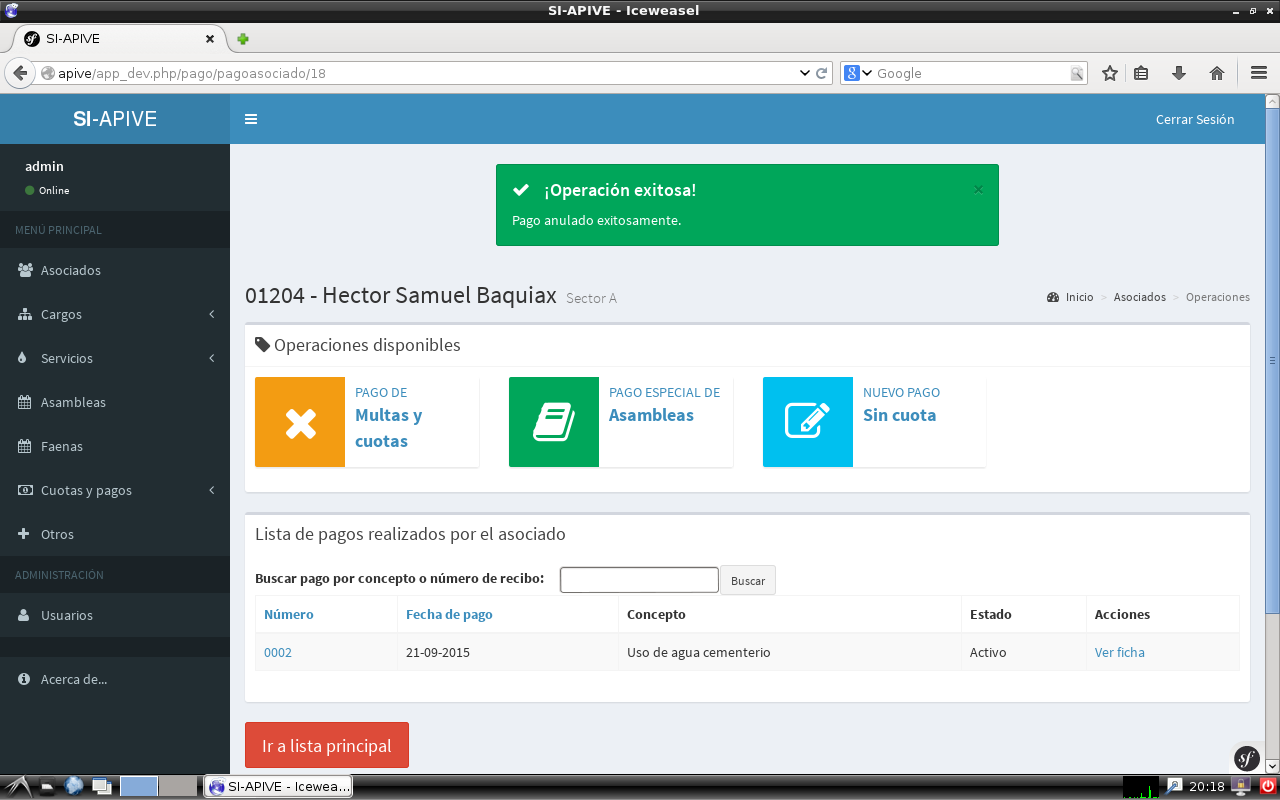 SI-APIVE - Iceweasel
SI-APIVE
apive/app_dev.php/pago/pagoasociado/18
Google
SI-APIVE
Cerrar Sesión
admin
Online
MENÚ PRINCIPAL
Asociados
Cargos
Servicios
Asambleas
Faenas
Cuotas y pagos
Otros
ADMINISTRACIÓN
Usuarios
Acerca de...
¡Operación exitosa!
×
Pago anulado exitosamente.
01204 - Hector Samuel Baquiax Sector A
Inicio > Asociados > Operaciones
Operaciones disponibles
PAGO DE
Multas y
cuotas
PAGO ESPECIAL DE
Asambleas
NUEVO PAGO
Sin cuota
Lista de pagos realizados por el asociado
Buscar pago por concepto o número de recibo: Buscar
Número Fecha de pago Concepto Estado Acciones
0002 21-09-2015 Uso de agua cementerio Activo Ver ficha
Ir a lista principal
SI-APIVE - Icewea...
20:18